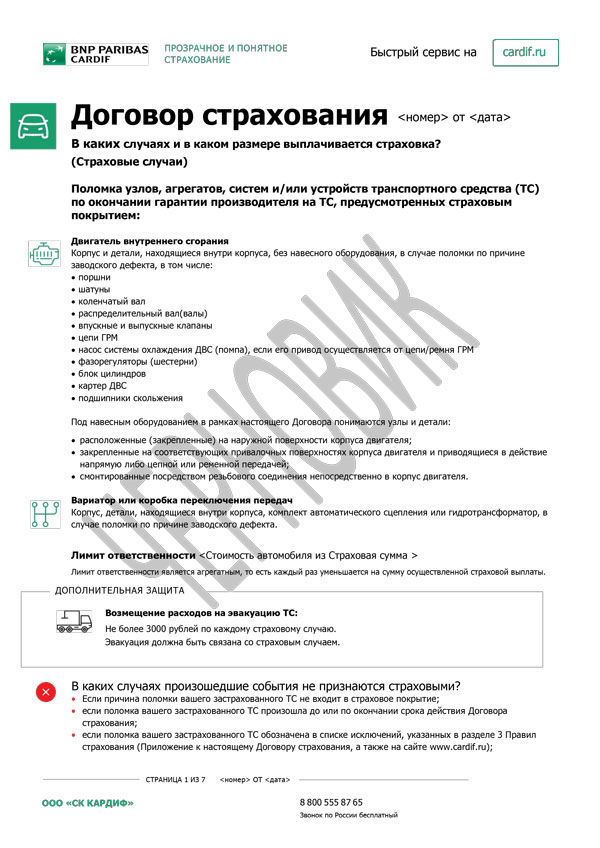 BNP PARIBAS
CARDIF
ПРОЗРАЧНОЕ И ПОНЯТНОЕ
СТРАХОВАНИЕ
Быстрый сервис на
cardif.ru
Договор страхования <номер> от <дата>
В каких случаях и в каком размере выплачивается страховка?
(Страховые случаи)
Поломка узлов, агрегатов, систем и/или устройств транспортного средства (ТС)
по окончании гарантии производителя на ТС, предусмотренных страховым
покрытием:
Двигатель внутреннего сгорания
Корпус и детали, находящиеся внутри корпуса, без навесного оборудования, в случае поломки по причине
заводского дефекта, в том числе:
• поршни
• шатуны
• коленчатый вал
• распределительный вал(валы)
• впускные и выпускные клапаны
• цепи ГРМ
• насос системы охлаждения ДВС (помпа), если его привод осуществляется от цепи/ремня ГРМ
• фазорегуляторы (шестерни)
• блок цилиндров
• картер ДВС
• подшипники скольжения
Под навесным оборудованием в рамках настоящего Договора понимаются узлы и детали:
• расположенные (закрепленные) на наружной поверхности корпуса двигателя;
• закрепленные на соответствующих привалочных поверхностях корпуса двигателя и приводящиеся в действие
напрямую либо цепной или ременной передачей;
• смонтированные посредством резьбового соединения непосредственно в корпус двигателя.
Вариатор или коробка переключения передач
Корпус, детали, находящиеся внутри корпуса, комплект автоматического сцепления или гидротрансформатор, в
случае поломки по причине заводского дефекта.
Лимит ответственности <Стоимость автомобиля из Страховая сумма >
Лимит ответственности является агрегатным, то есть каждый раз уменьшается на сумму осуществленной страховой выплаты.
ДОПОЛНИТЕЛЬНАЯ ЗАЩИТА
Возмещение расходов на эвакуацию ТС:
Не более 3000 рублей по каждому страховому случаю.
Эвакуация должна быть связана со страховым случаем.
В каких случаях произошедшие события не признаются страховыми?
• Если причина поломки вашего застрахованного ТС не входит в страховое покрытие;
• если поломка вашего застрахованного ТС произошла до или по окончании срока действия Договора
страхования;
• если поломка вашего застрахованного ТС обозначена в списке исключений, указанных в разделе 3 Правил
страхования (Приложение к настоящему Договору страхования, а также на сайте www.cardif.ru);
ЧЕРНОВИК
СТРАНИЦА 1 ИЗ 7 <номер> ОТ <дата>
ООО «СК КАРДИФ»
8 800 555 87 65
Звонок по России бесплатный